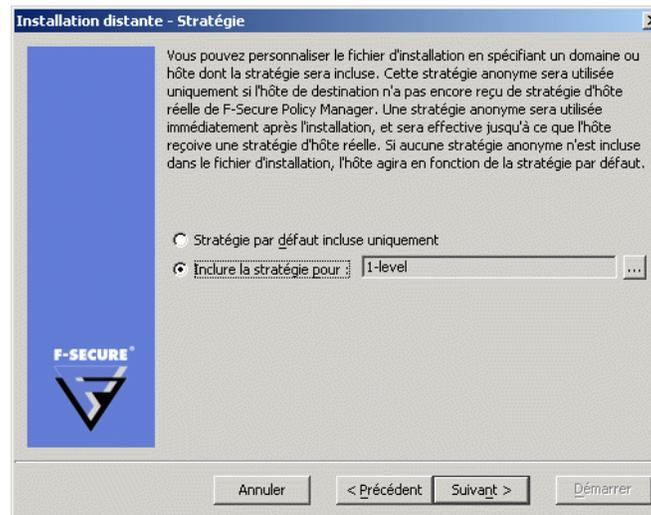 Installation distante - Stratégie
Vous pouvez personnaliser le fichier d'installation en spécifiant un domaine ou
hôte dont la stratégie sera incluse. Cette stratégie anonyme sera utilisée
uniquement si l'hôte de destination n'a pas encore reçu de stratégie d'hôte
réelle de F-Secure Policy Manager. Une stratégie anonyme sera utilisée
immédiatement après l'installation, et sera effective jusqu'à ce que l'hôte
reçoive une stratégie d'hôte réelle. Si aucune stratégie anonyme n'est incluse
dans le fichier d'installation, l'hôte agira en fonction de la stratégie par défaut.
Stratégie par défaut incluse uniquement
Inclure la stratégie pour : 1-level ...
F-SECURE®
Annuler < Précédent Suivant > Démarrer